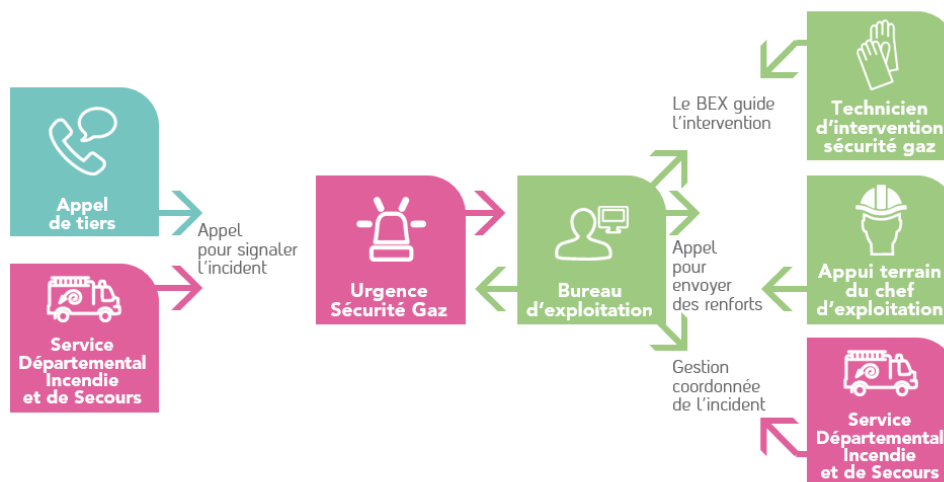 Appel
de tiers
Service
Départemental
Incendie
et de Secours
Appel
pour signaler
l'incident
Urgence
Sécurité Gaz
Bureau
d'exploitation
Le BEX guide
l'intervention
Appel
pour
envoyer
des renforts
Gestion
coordonnée
de l'incident
Technicien
d'intervention
sécurité gaz
Appui terrain
du chef
d'exploitation
Service
Départemental
Incendie
et de Secours